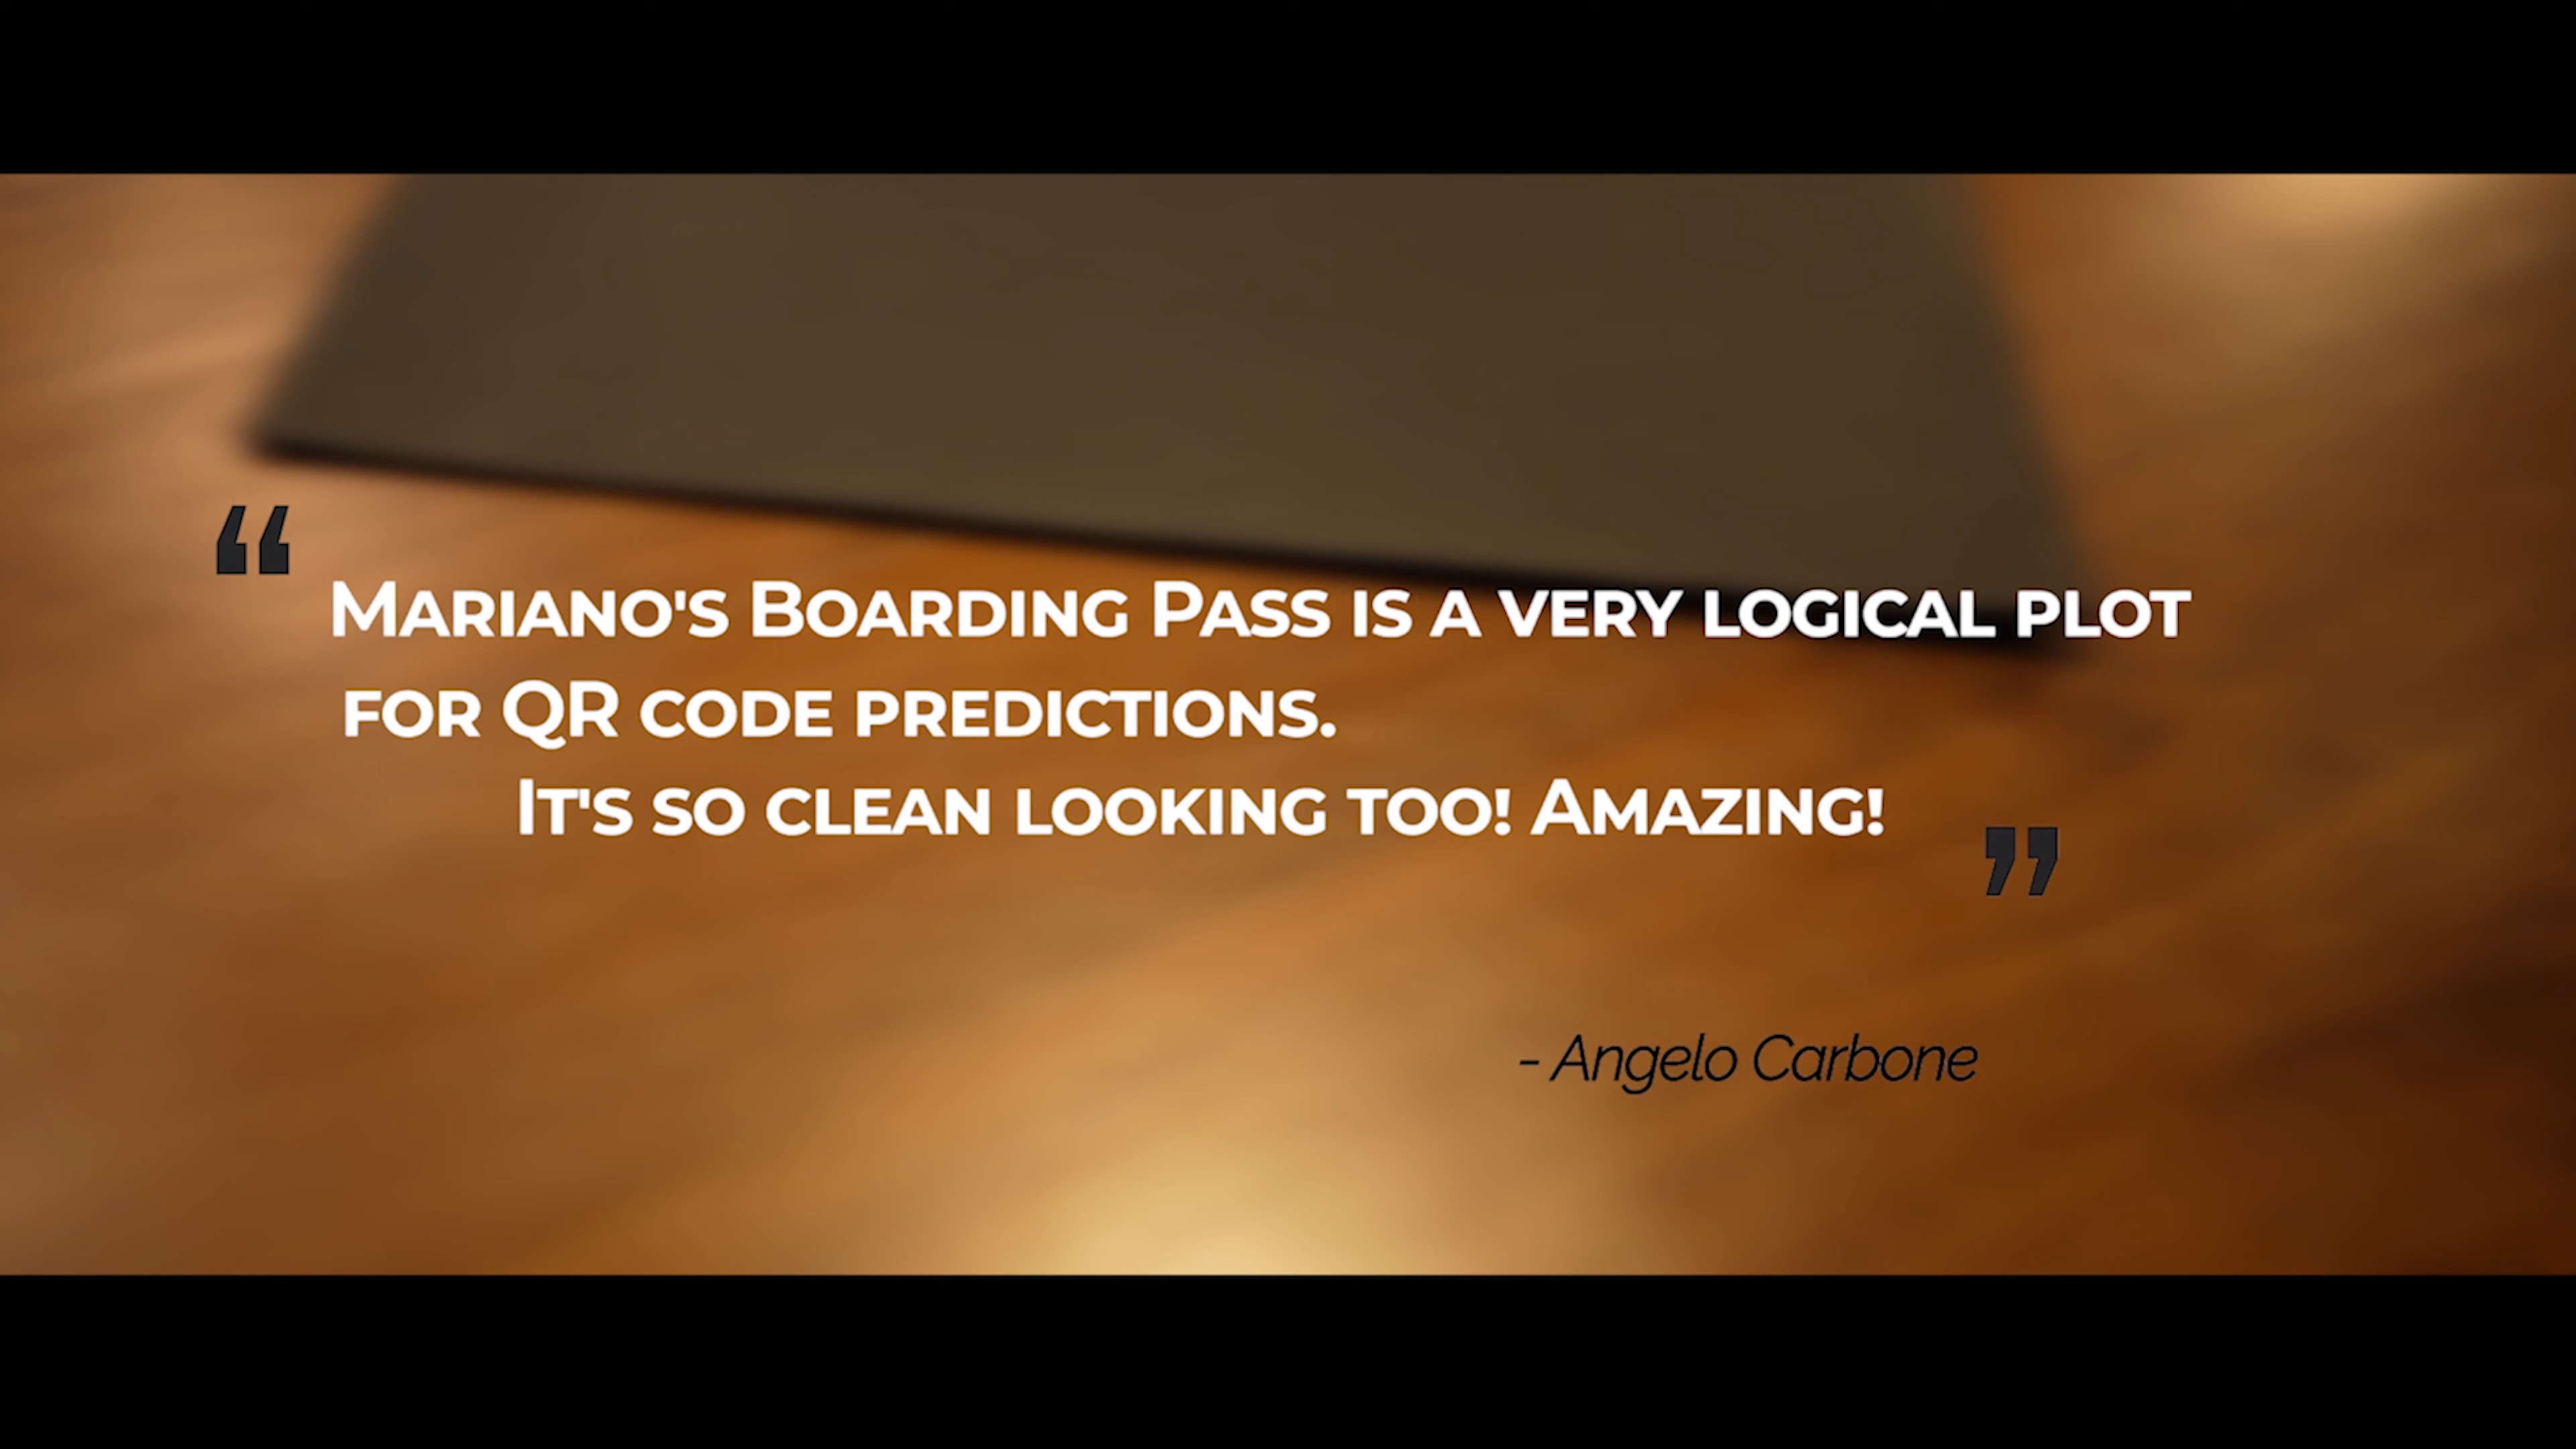 “
Mariano's Boarding Pass is a very logical plot
for QR code predictions.
It's so clean looking too! Amazing!
”
- Angelo Carbone